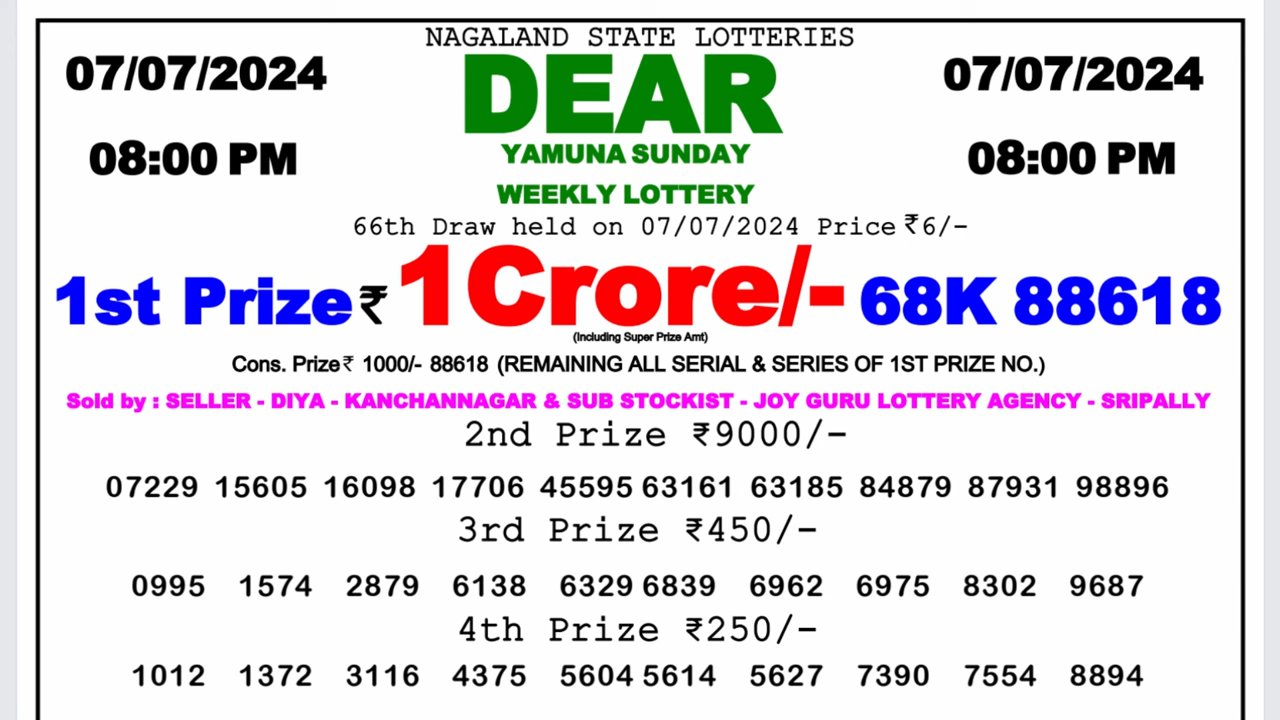 NAGALAND STATE LOTTERIES
07/07/2024 DEAR 07/07/2024
08:00 PM YAMUNA SUNDAY 08:00 PM
WEEKLY LOTTERY
66th Draw held on 07/07/2024 Price ₹6/-
1st Prize ₹ 1Crore/- 68K 88618
(Including Super Prize Amt)
Cons. Prize₹ 1000/- 88618 (REMAINING ALL SERIAL & SERIES OF 1ST PRIZE NO.)
Sold by : SELLER - DIYA - KANCHANNAGAR & SUB STOCKIST - JOY GURU LOTTERY AGENCY - SRIPALLY
2nd Prize ₹9000/-
07229 15605 16098 17706 45595 63161 63185 84879 87931 98896
3rd Prize ₹450/-
0995 1574 2879 6138 6329 6839 6962 6975 8302 9687
4th Prize ₹250/-
1012 1372 3116 4375 5604 5614 5627 7390 7554 8894